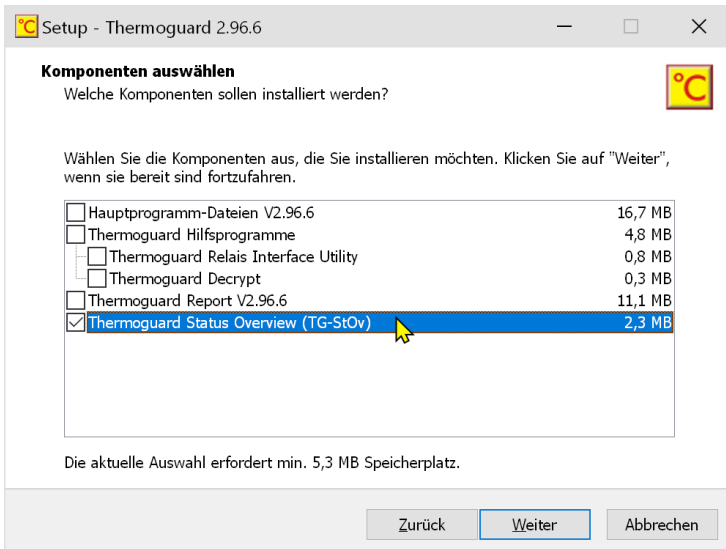 °C Setup - Thermoguard 2.96.6
Komponenten auswählen
Welche Komponenten sollen installiert werden?
°C
Wählen Sie die Komponenten aus, die Sie installieren möchten. Klicken Sie auf "Weiter",
wenn sie bereit sind fortzufahren.
Hauptprogramm-Dateien V2.96.6 16,7 MB
Thermoguard Hilfsprogramme 4,8 MB
Thermoguard Relais Interface Utility 0,8 MB
Thermoguard Decrypt 0,3 MB
Thermoguard Report V2.96.6 11,1 MB
Thermoguard Status Overview (TG-StOv) 2,3 MB
Die aktuelle Auswahl erfordert min. 5,3 MB Speicherplatz.
Zurück Weiter Abbrechen